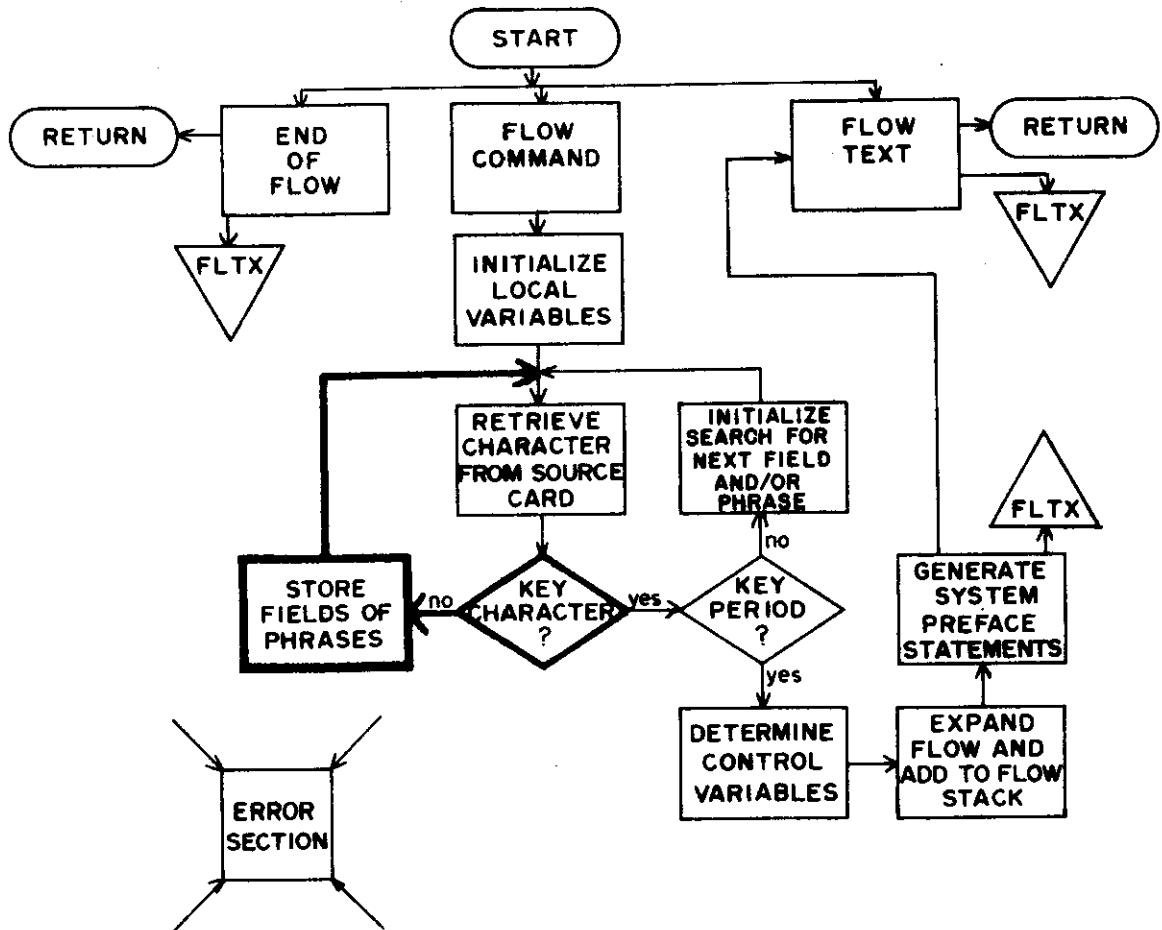 START
RETURN
END
OF
FLOW
FLOW
COMMAND
FLOW
TEXT
RETURN
FLTX
FLTX
INITIALIZE
LOCAL
VARIABLES
RETRIEVE
CHARACTER
FROM SOURCE
CARD
INITIALIZE
SEARCH FOR
NEXT FIELD
AND/OR
PHRASE
FLTX
STORE
FIELDS OF
PHRASES
no
KEY
CHARACTER
?
yes
no
KEY
PERIOD
?
yes
GENERATE
SYSTEM
PREFACE
STATEMENTS
DETERMINE
CONTROL
VARIABLES
EXPAND
FLOW AND
ADD TO FLOW
STACK
ERROR
SECTION